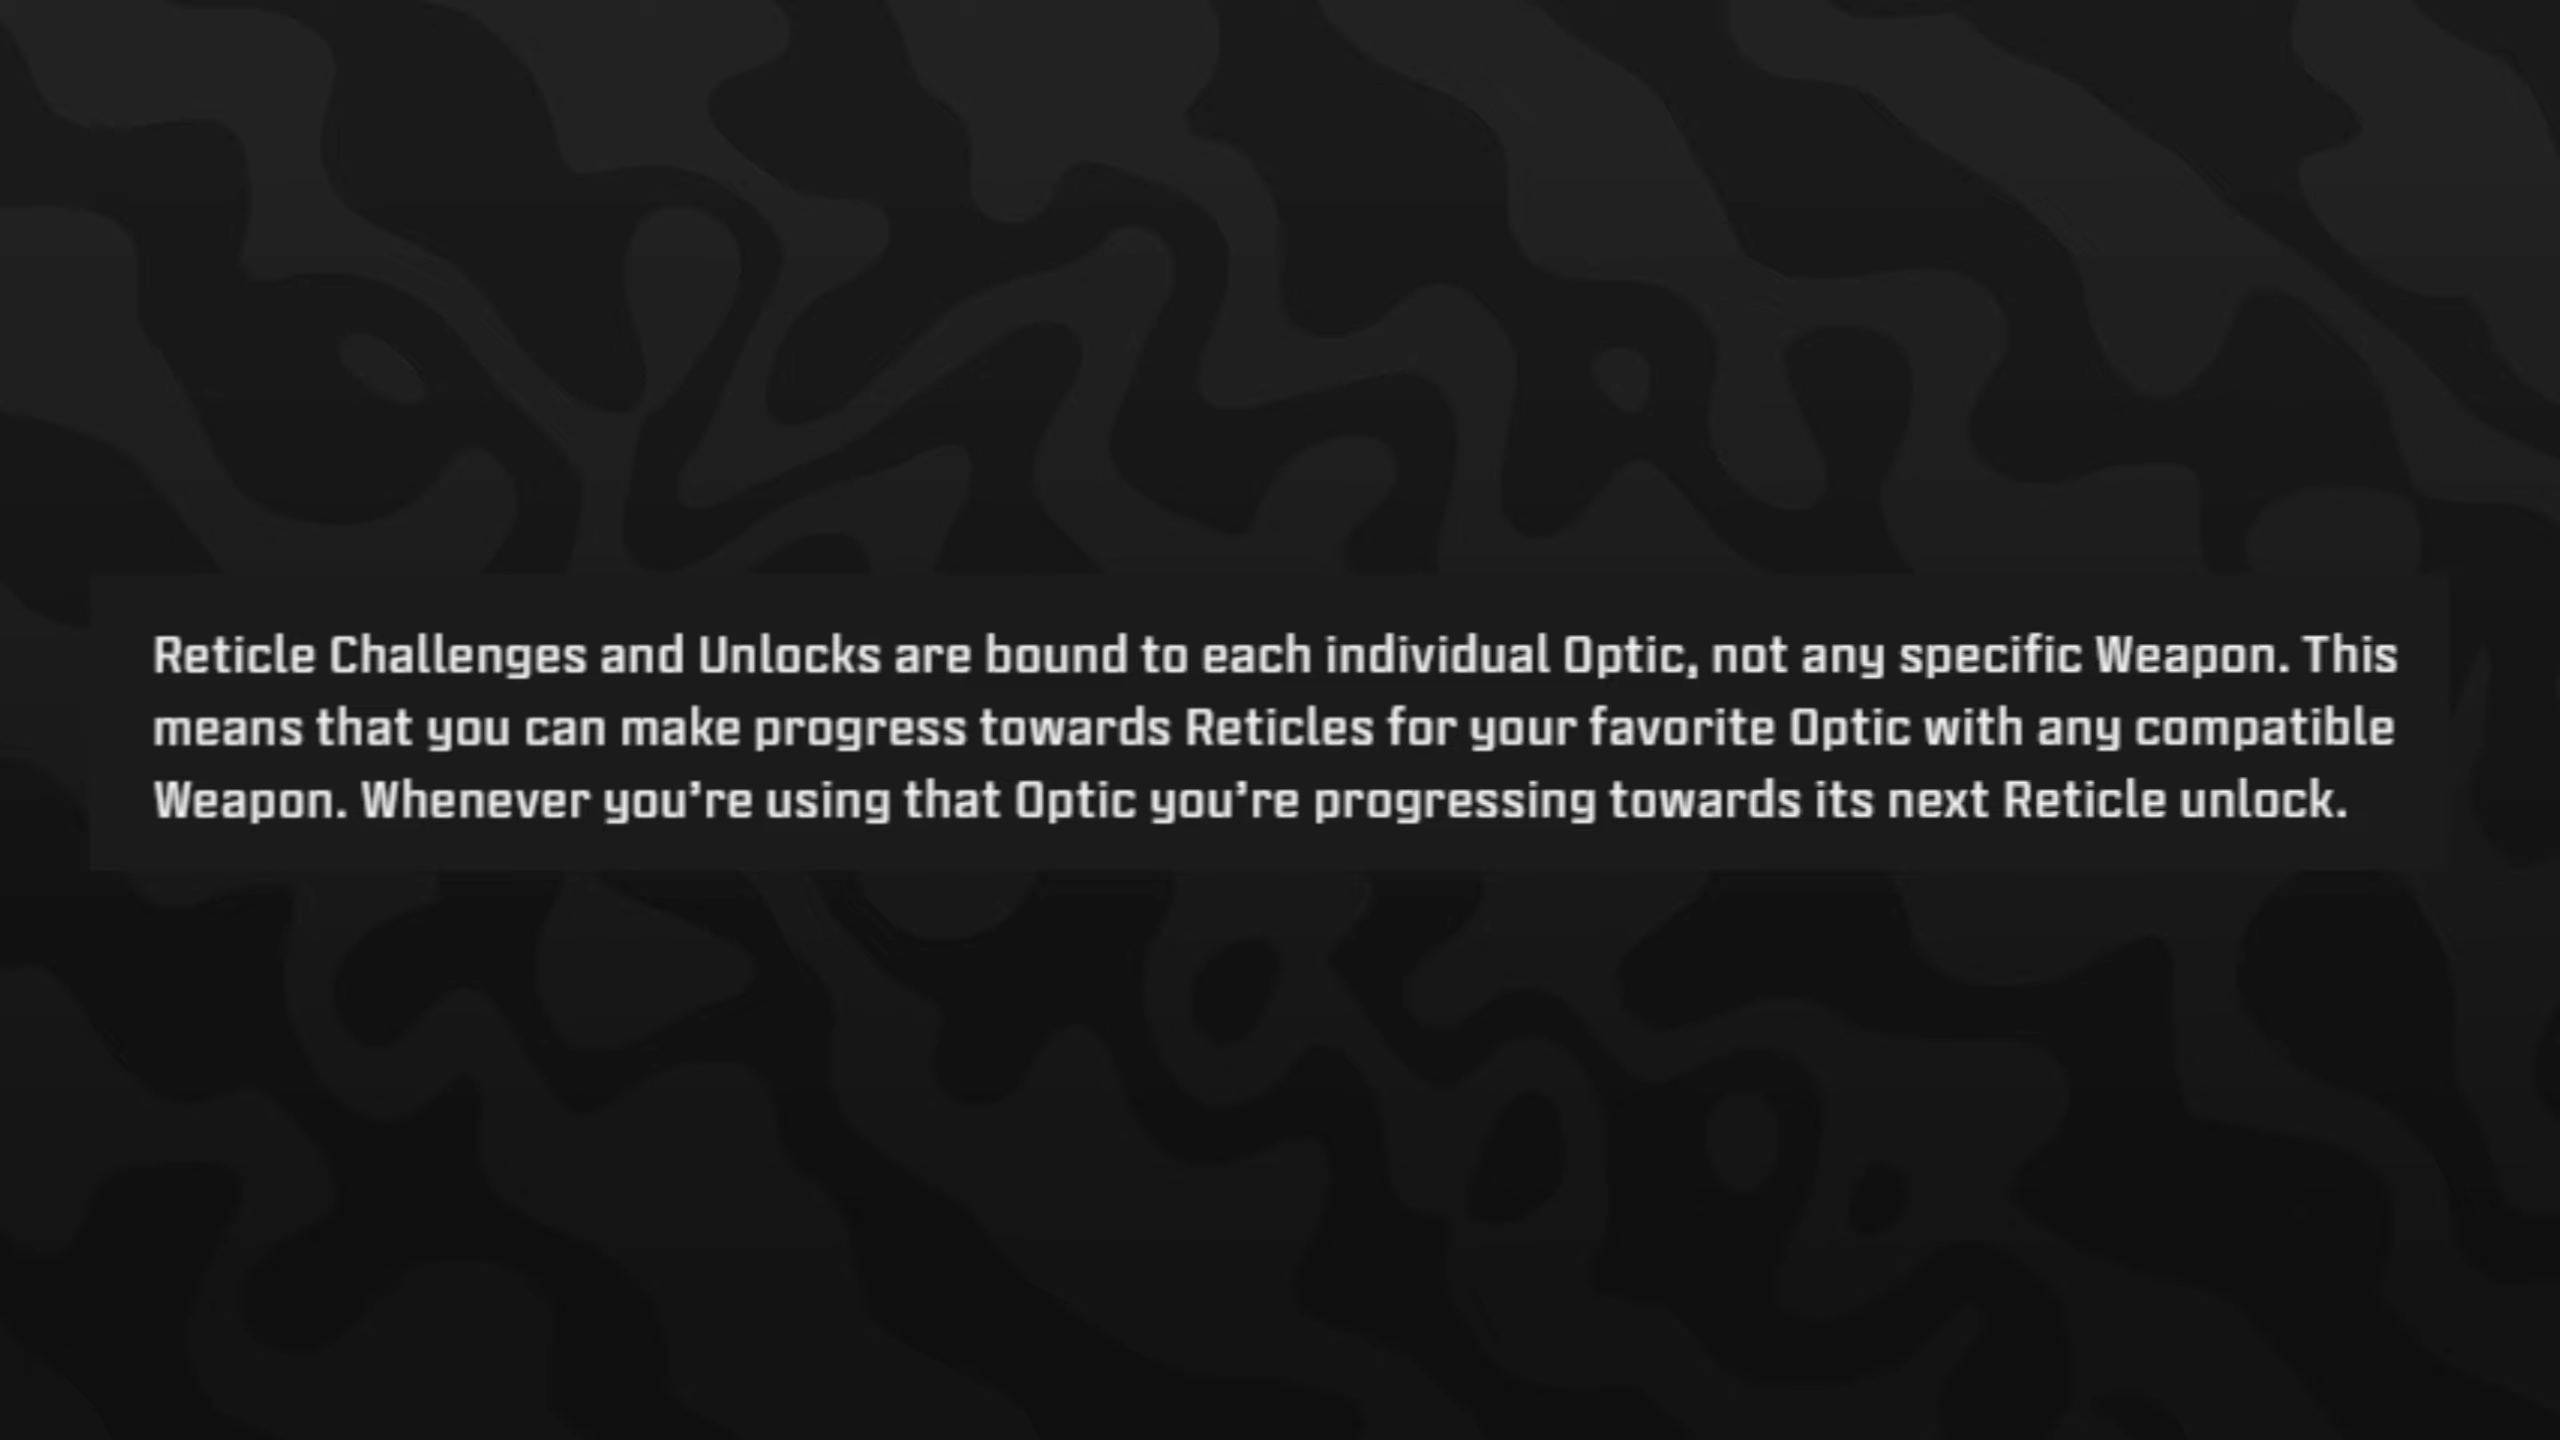 Reticle Challenges and Unlocks are bound to each individual Optic, not any specific Weapon. This
means that you can make progress towards Reticles for your favorite Optic with any compatible
Weapon. Whenever you’re using that Optic you’re progressing towards its next Reticle unlock.